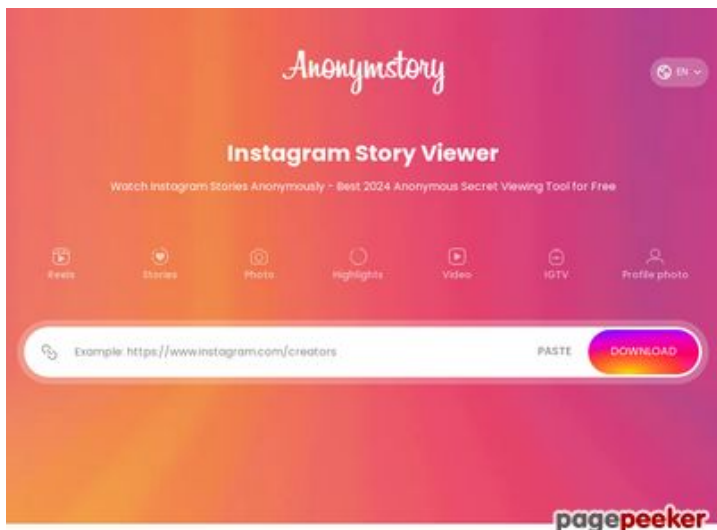 Anonymstory
EN
Instagram Story Viewer
Watch Instagram Stories Anonymously - Best 2024 Anonymous Secret Viewing Tool for Free
Reels Stories Photo Highlights Video IGTV Profile photo
Example: https://www.instagram.com/creators PASTE DOWNLOAD
pagepeeker